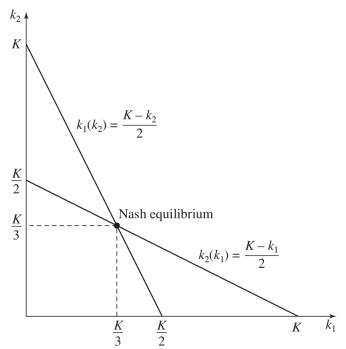 k₂
K
k₁(k₂) = (K – k₂)/2
K/2
Nash equilibrium
K/3
k₂(k₁) = (K – k₁)/2
K/3
K/2
K
k₁